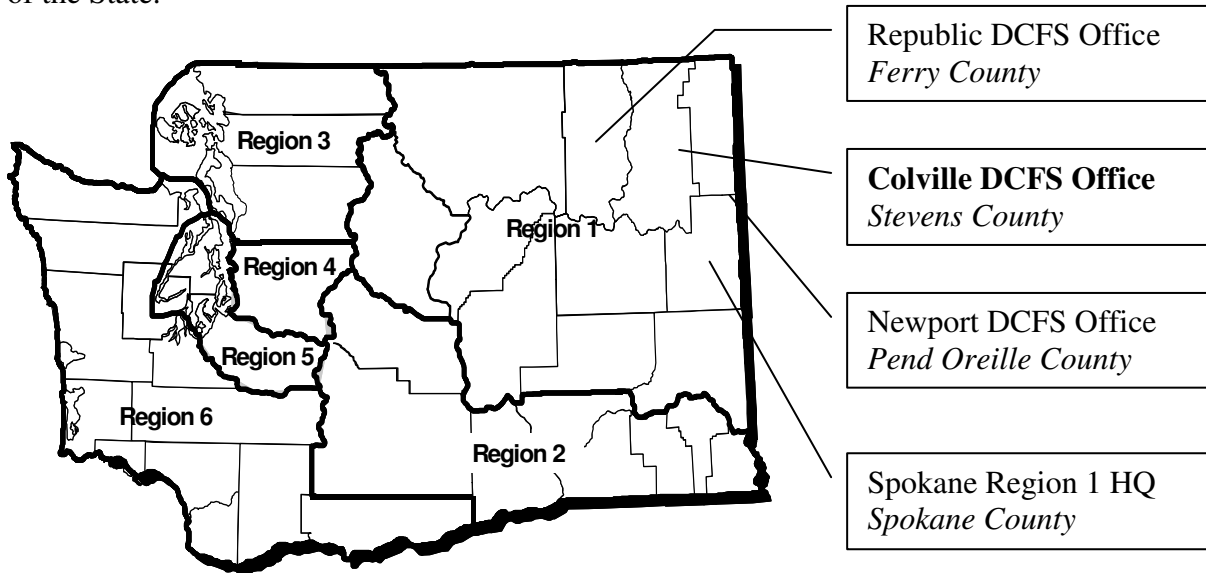 of the State.
Republic DCFS Office
Ferry County
Region 3
Colville DCFS Office
Stevens County
Region 1
Region 4
Newport DCFS Office
Pend Oreille County
Region 5
Region 6
Region 2
Spokane Region 1 HQ
Spokane County